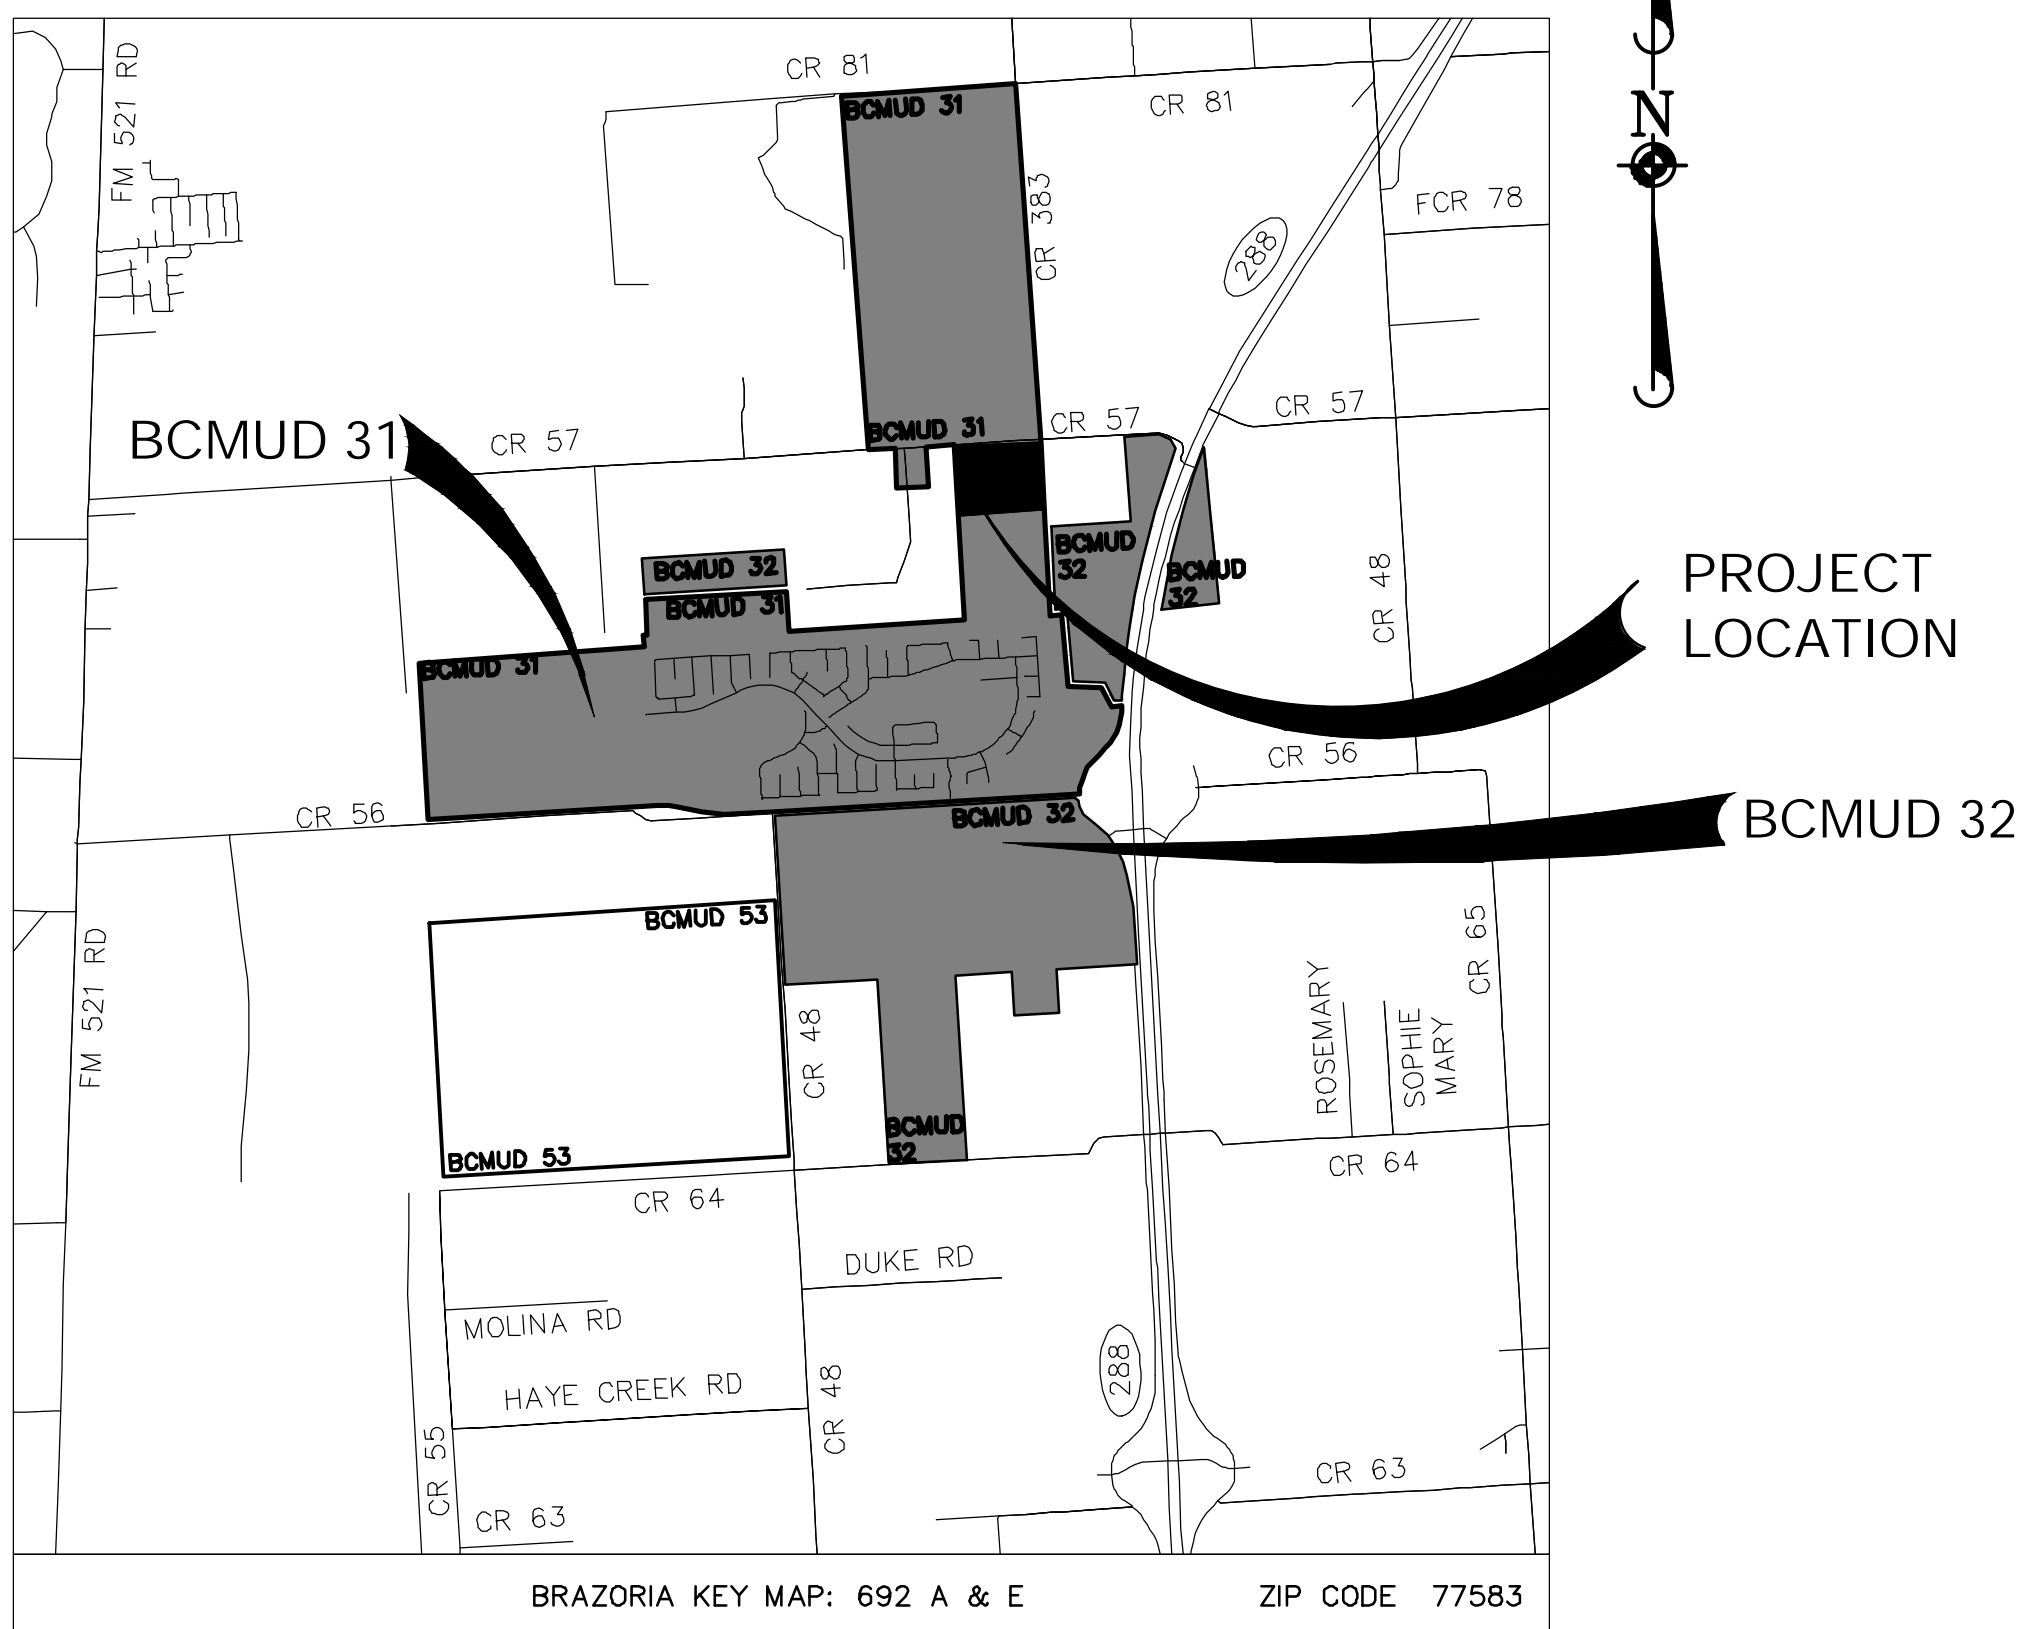 CR 81
FM 521 RD
N
BCMUD 31
CR 81
CR 383
FCR 78
288
CR 57
CR 57
BCMUD 31
BCMUD 31
CR 57
BCMUD
32
PROJECT
LOCATION
BCMUD 32
BCMUD
32
CR 48
BCMUD 31
BCMUD 31
CR 56
BCMUD 32
CR 56
BCMUD 32
BCMUD 53
CR 65
FM 521 RD
ROSEMARY
SOPHIE
MARY
CR 48
BCMUD
32
BCMUD 53
CR 64
CR 64
DUKE RD
MOLINA RD
288
HAYE CREEK RD
CR 48
CR 55
CR 63
CR 63
BRAZORIA KEY MAP: 692 A & E
ZIP CODE 77583